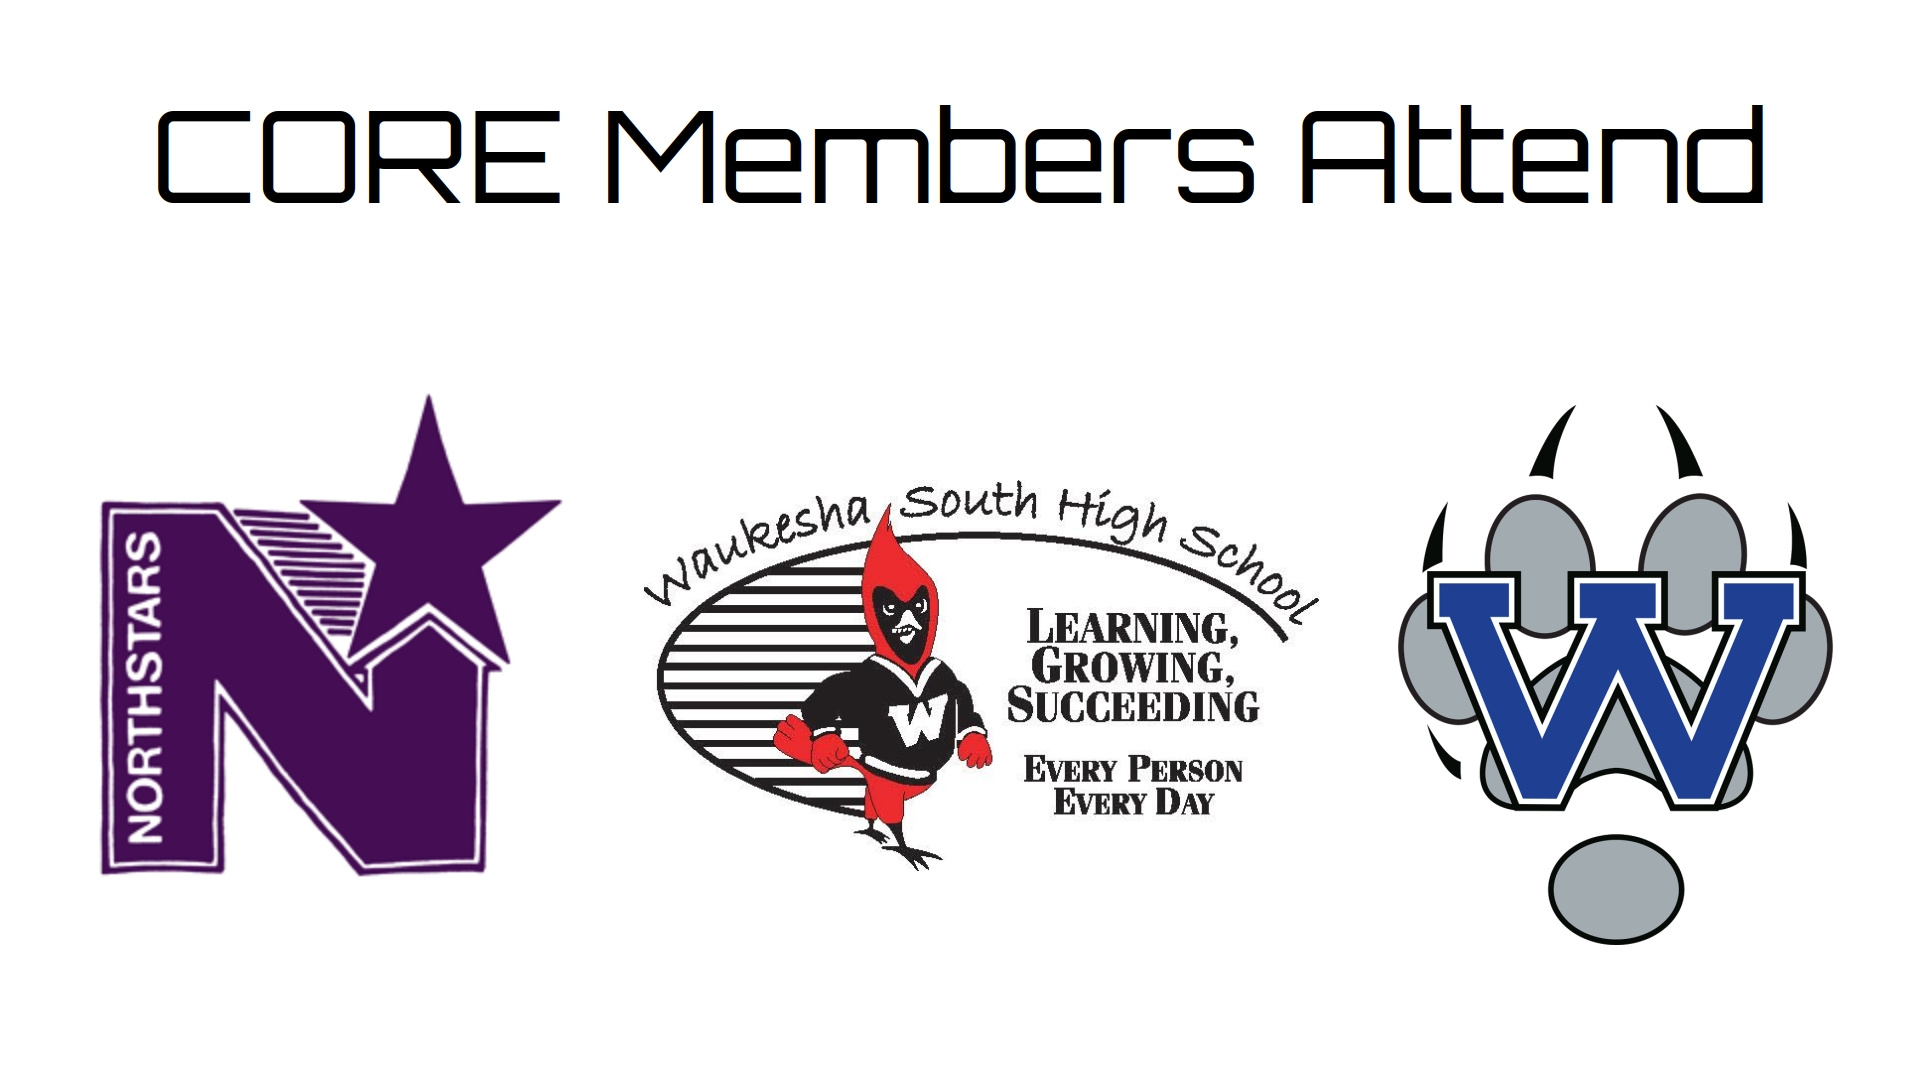 CORE Members Attend
NORTHSTARS
N
Waukesha South High School
W
LEARNING,
GROWING,
SUCCEEDING
EVERY PERSON
EVERY DAY
W